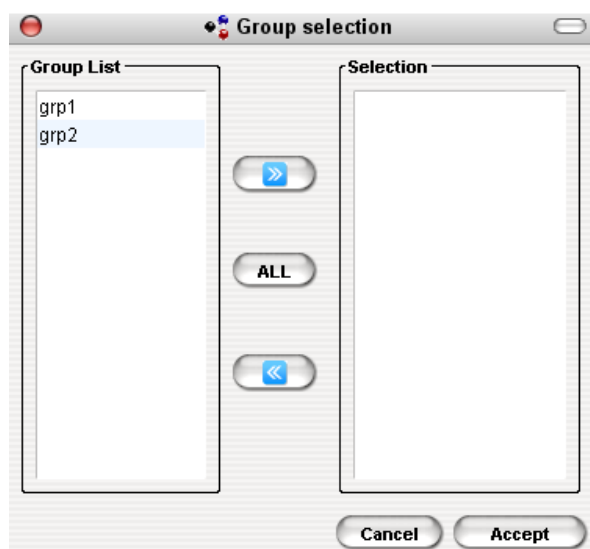 Group selection
Group List
Selection
grp1
grp2
ALL
Cancel
Accept